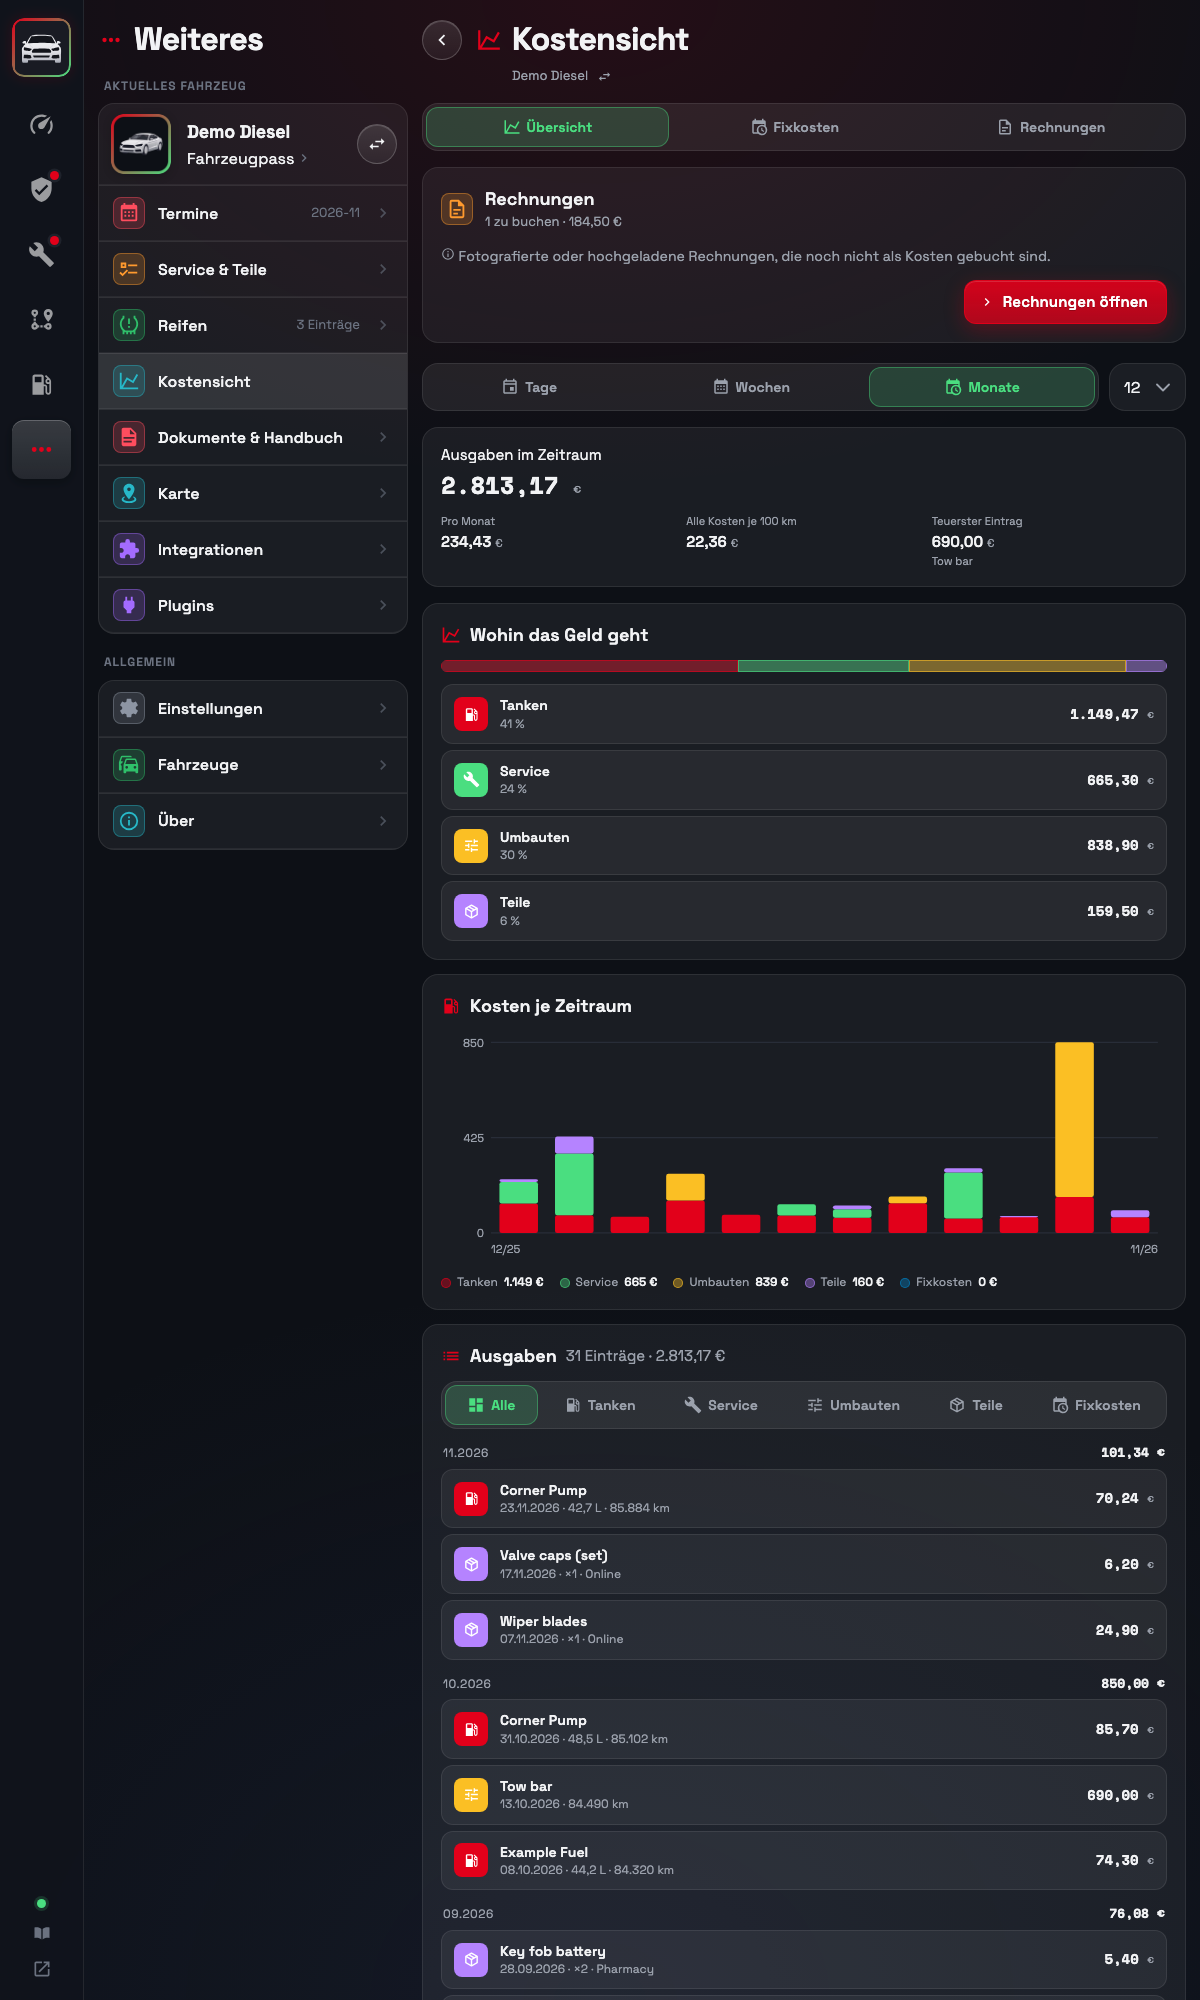 Weiteres
AKTUELLES FAHRZEUG
Demo Diesel
Fahrzeugpass
Termine
2026-11
Service & Teile
Reifen
3 Einträge
Kostensicht
Dokumente & Handbuch
Karte
Integrationen
Plugins
ALLGEMEIN
Einstellungen
Fahrzeuge
Über
Kostensicht
Demo Diesel
Übersicht
Fixkosten
Rechnungen
Rechnungen
1 zu buchen · 184,50 €
Fotografierte oder hochgeladene Rechnungen, die noch nicht als Kosten gebucht sind.
Rechnungen öffnen
Tage
Wochen
Monate
12
Ausgaben im Zeitraum
2.813,17 €
Pro Monat
234,43 €
Alle Kosten je 100 km
22,36 €
Teuerster Eintrag
690,00 €
Tow bar
Wohin das Geld geht
Tanken
41 %
1.149,47 €
Service
24 %
665,30 €
Umbauten
30 %
838,90 €
Teile
6 %
159,50 €
Kosten je Zeitraum
850
425
0
12/25
11/26
Tanken 1.149 €
Service 665 €
Umbauten 839 €
Teile 160 €
Fixkosten 0 €
Ausgaben 31 Einträge · 2.813,17 €
Alle
Tanken
Service
Umbauten
Teile
Fixkosten
11.2026
101,34 €
Corner Pump
23.11.2026 · 42,7 L · 85.884 km
70,24 €
Valve caps (set)
17.11.2026 · ×1 · Online
6,20 €
Wiper blades
07.11.2026 · ×1 · Online
24,90 €
10.2026
850,00 €
Corner Pump
31.10.2026 · 48,5 L · 85.102 km
85,70 €
Tow bar
13.10.2026 · 84.490 km
690,00 €
Example Fuel
08.10.2026 · 44,2 L · 84.320 km
74,30 €
09.2026
76,08 €
Key fob battery
28.09.2026 · ×2 · Pharmacy
5,40 €